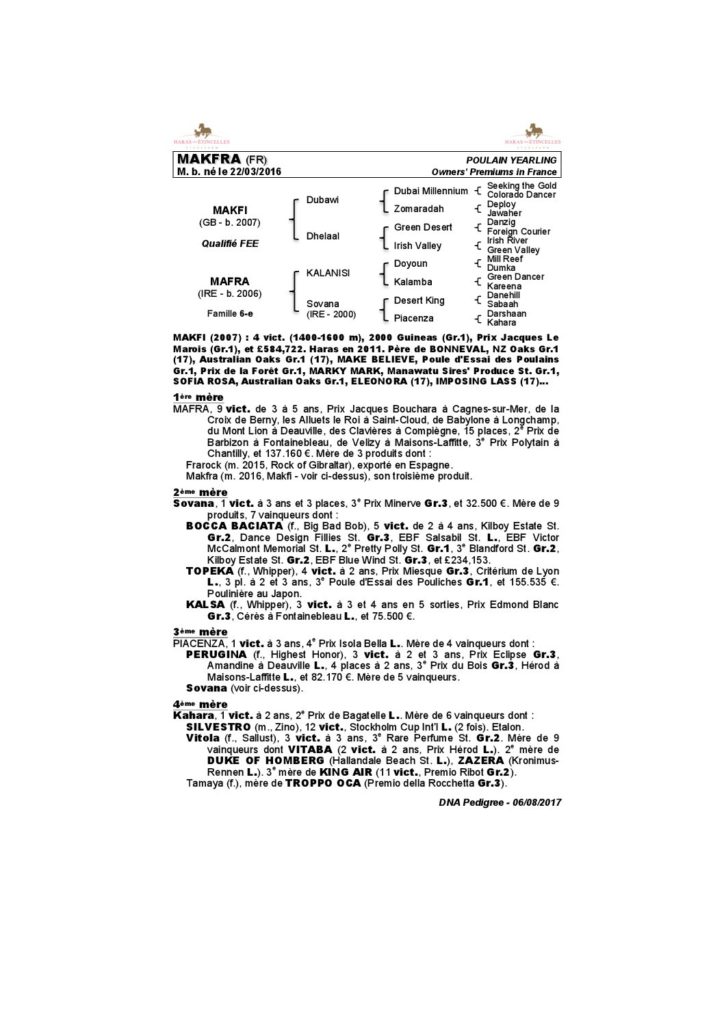 HARAS DES ETINCELLES
HARAS DES ETINCELLES
MAKFRA (FR)
POULAIN YEARLING
M. b. né le 22/03/2016
Owners' Premiums in France
Seeking the Gold
Dubai Millennium
Colorado Dancer
Dubawi
Deploy
MAKFI
Zomaradah
Jawaher
(GB - b. 2007)
Danzig
Green Desert
Foreign Courier
Dhelaal
Irish River
Qualifié FEE
Irish Valley
Green Valley
Mill Reef
Doyoun
Dumka
KALANISI
Green Dancer
MAFRA
Kalamba
Kareena
(IRE - b. 2006)
Danehill
Sovana
Desert King
Sabaah
Famille 6-e
(IRE - 2000)
Darshaan
Piacenza
Kahara
MAKFI (2007) : 4 vict. (1400-1600 m), 2000 Guineas (Gr.1), Prix Jacques Le
Marois (Gr.1), et £584,722. Haras en 2011. Père de BONNEVAL, NZ Oaks Gr.1
(17), Australian Oaks Gr.1 (17), MAKE BELIEVE, Poule d'Essai des Poulains
Gr.1, Prix de la Forêt Gr.1, MARKY MARK, Manawatu Sires' Produce St. Gr.1,
SOFIA ROSA, Australian Oaks Gr.1, ELEONORA (17), IMPOSING LASS (17)...
1ère mère
MAFRA, 9 vict. de 3 à 5 ans, Prix Jacques Bouchara à Cagnes-sur-Mer, de la
Croix de Berny, les Alluets le Roi à Saint-Cloud, de Babylone à Longchamp,
du Mont Lion à Deauville, des Clavières à Compiègne, 15 places, 2° Prix de
Barbizon à Fontainebleau, de Velizy à Maisons-Laffitte, 3° Prix Polytain à
Chantilly, et 137.160 €. Mère de 3 produits dont :
Frarock (m. 2015, Rock of Gibraltar), exporté en Espagne.
Makfra (m. 2016, Makfi - voir ci-dessus), son troisième produit.
2ème mère
Sovana, 1 vict. à 3 ans et 3 places, 3° Prix Minerve Gr.3, et 32.500 €. Mère de 9
produits, 7 vainqueurs dont :
BOCCA BACIATA (f., Big Bad Bob), 5 vict. de 2 à 4 ans, Kilboy Estate St.
Gr.2, Dance Design Fillies St. Gr.3, EBF Salsabil St. L., EBF Victor
McCalmont Memorial St. L., 2° Pretty Polly St. Gr.1, 3° Blandford St. Gr.2,
Kilboy Estate St. Gr.2, EBF Blue Wind St. Gr.3, et £234,153.
TOPEKA (f., Whipper), 4 vict. à 2 ans, Prix Miesque Gr.3, Critérium de Lyon
L., 3 pl. à 2 et 3 ans, 3° Poule d'Essai des Pouliches Gr.1, et 155.535 €.
Poulinière au Japon.
KALSA (f., Whipper), 3 vict. à 3 et 4 ans en 5 sorties, Prix Edmond Blanc
Gr.3, Cérès à Fontainebleau L., et 75.500 €.
3ème mère
PIACENZA, 1 vict. à 3 ans, 4° Prix Isola Bella L.. Mère de 4 vainqueurs dont :
PERUGINA (f., Highest Honor), 3 vict. à 2 et 3 ans, Prix Eclipse Gr.3,
Amandine à Deauville L., 4 places à 2 ans, 3° Prix du Bois Gr.3, Hérod à
Maisons-Laffitte L., et 82.170 €. Mère de 5 vainqueurs.
Sovana (voir ci-dessus).
4ème mère
Kahara, 1 vict. à 2 ans, 2° Prix de Bagatelle L.. Mère de 6 vainqueurs dont :
SILVESTRO (m., Zino), 12 vict., Stockholm Cup Int'l L. (2 fois). Etalon.
Vitola (f., Sallust), 3 vict. à 3 ans, 3° Rare Perfume St. Gr.2. Mère de 9
vainqueurs dont VITABA (2 vict. à 2 ans, Prix Hérod L.). 2° mère de
DUKE OF HOMBERG (Hallandale Beach St. L.), ZAZERA (Kronimus-
Rennen L.). 3° mère de KING AIR (11 vict., Premio Ribot Gr.2).
Tamaya (f.), mère de TROPPO OCA (Premio della Rocchetta Gr.3).
DNA Pedigree - 06/08/2017